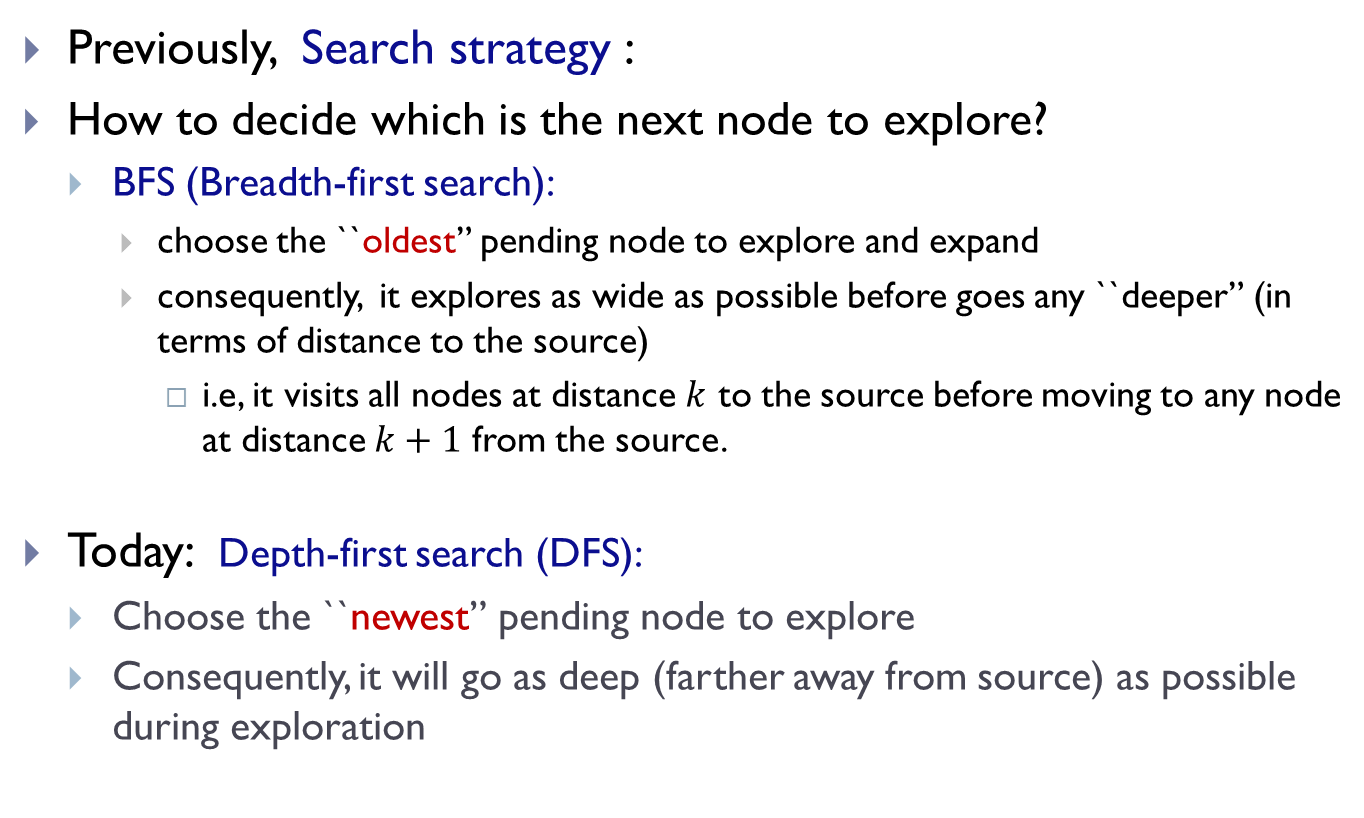 Previously, Search strategy :
How to decide which is the next node to explore?
BFS (Breadth-first search):
choose the ``oldest” pending node to explore and expand
consequently, it explores as wide as possible before goes any ``deeper” (in
terms of distance to the source)
i.e, it visits all nodes at distance k to the source before moving to any node
at distance k + 1 from the source.
Today: Depth-first search (DFS):
Choose the ``newest” pending node to explore
Consequently, it will go as deep (farther away from source) as possible
during exploration